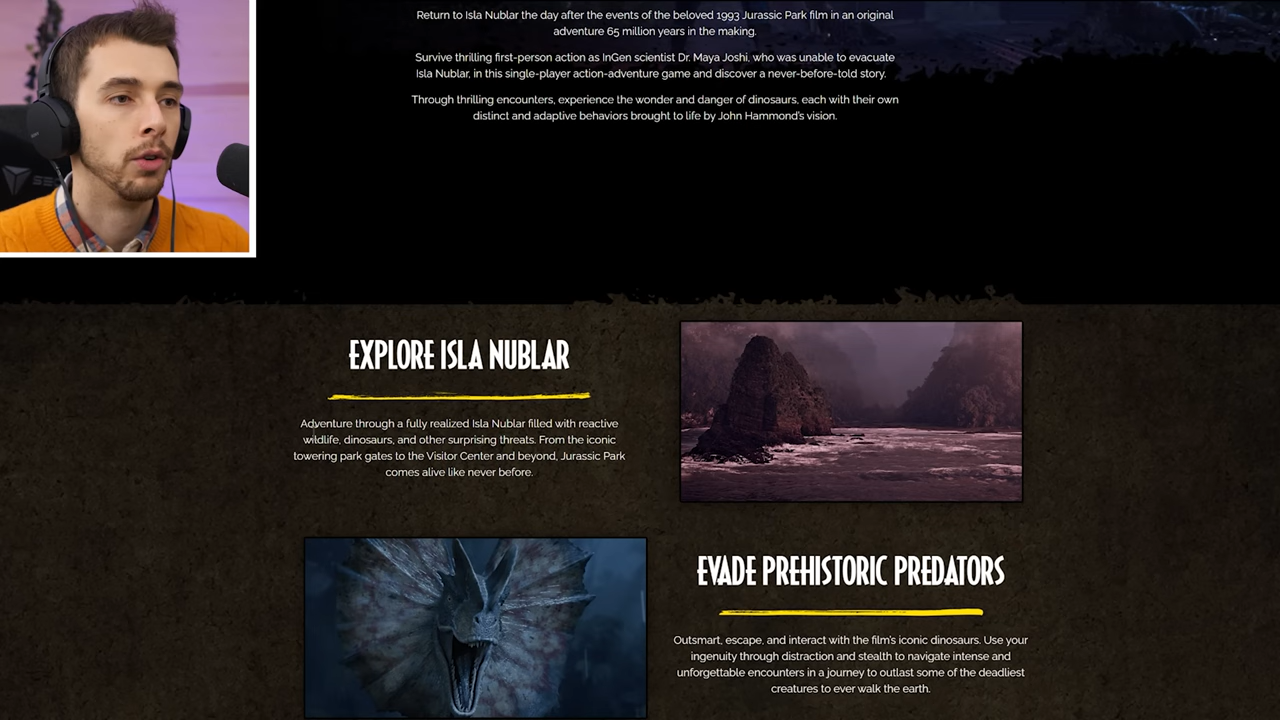 Return to Isla Nublar the day after the events of the beloved 1993 Jurassic Park film in an original
adventure 65 million years in the making.
Survive thrilling first-person action as InGen scientist Dr. Maya Joshi, who was unable to evacuate
Isla Nublar, in this single-player action-adventure game and discover a never-before-told story.
Through thrilling encounters, experience the wonder and danger of dinosaurs, each with their own
distinct and adaptive behaviors brought to life by John Hammond's vision.
EXPLORE ISLA NUBLAR
Adventure through a fully realized Isla Nublar filled with reactive
wildlife, dinosaurs, and other surprising threats. From the iconic
towering park gates to the Visitor Center and beyond, Jurassic Park
comes alive like never before.
EVADE PREHISTORIC PREDATORS
Outsmart, escape, and interact with the film's iconic dinosaurs. Use your
ingenuity through distraction and stealth to navigate intense and
unforgettable encounters in a journey to outlast some of the deadliest
creatures to ever walk the earth.